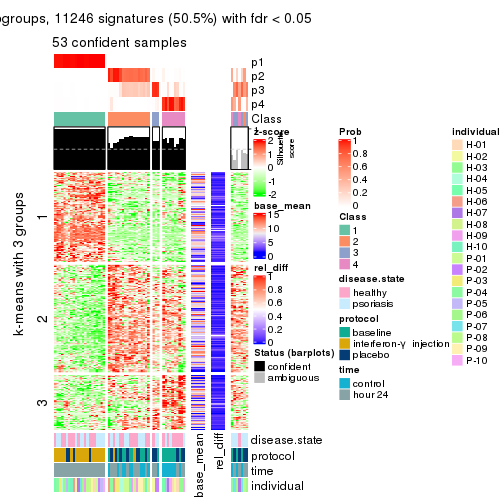 ogroups, 11246 signatures (50.5%) with fdr < 0.05
53 confident samples
p1
p2
p3
p4
Class
Silhouette
score
k-means with 3 groups
1
2
3
base_mean
rel_diff
disease.state
protocol
time
individual
z-score
2
1
0
-1
-2
base_mean
15
10
5
0
rel_diff
1
0.8
0.6
0.4
0.2
0
Status (barplots)
confident
ambiguous
Prob
1
0.8
0.6
0.4
0.2
0
Class
1
2
3
4
disease.state
healthy
psoriasis
protocol
baseline
interferon-γ injection
placebo
time
control
hour 24
individual
H-01
H-02
H-03
H-04
H-05
H-06
H-07
H-08
H-09
H-10
P-01
P-02
P-03
P-04
P-05
P-06
P-07
P-08
P-09
P-10